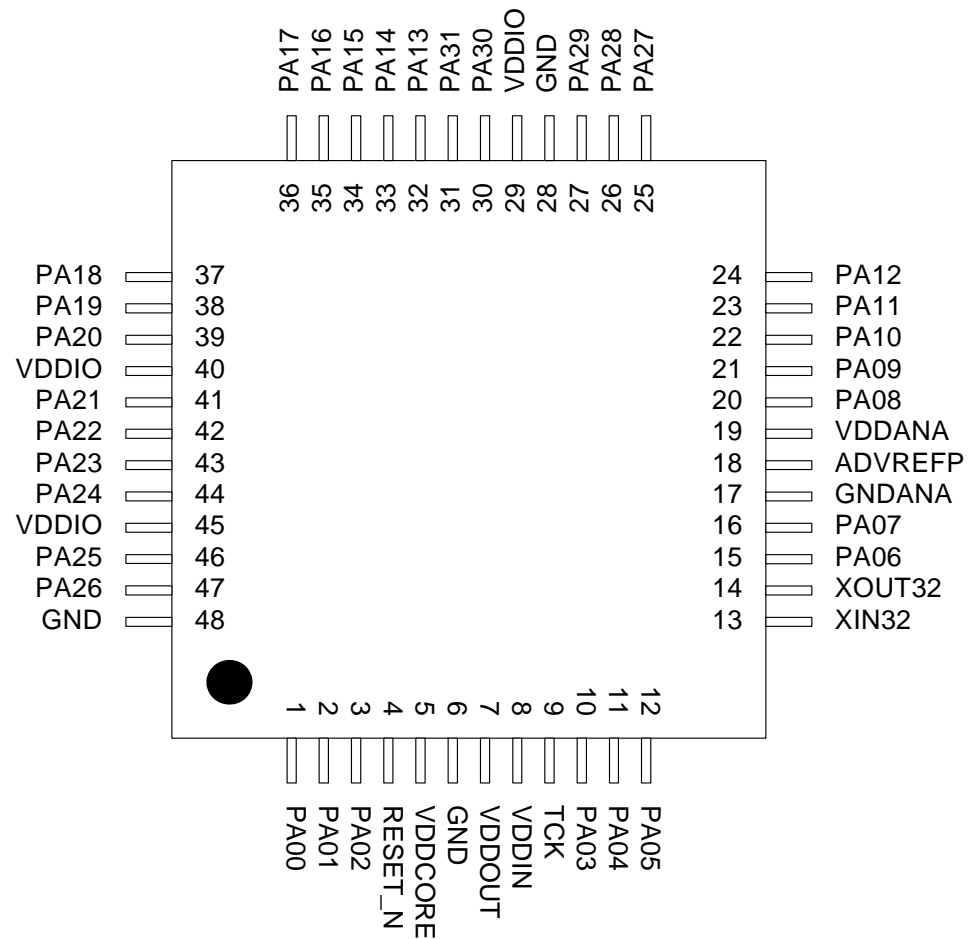 PA17 PA16 PA15 PA14 PA13 PA31 PA30 VDDIO GND PA29 PA28 PA27
36 35 34 33 32 31 30 29 28 27 26 25
PA18 37 24 PA12
PA19 38 23 PA11
PA20 39 22 PA10
VDDIO 40 21 PA09
PA21 41 20 PA08
PA22 42 19 VDDANA
PA23 43 18 ADVREFP
PA24 44 17 GNDANA
VDDIO 45 16 PA07
PA25 46 15 PA06
PA26 47 14 XOUT32
GND 48 13 XIN32
1 2 3 4 5 6 7 8 9 10 11 12
PA00 PA01 PA02 RESET_N VDDCORE GND VDDOUT VDDIN TCK PA03 PA04 PA05